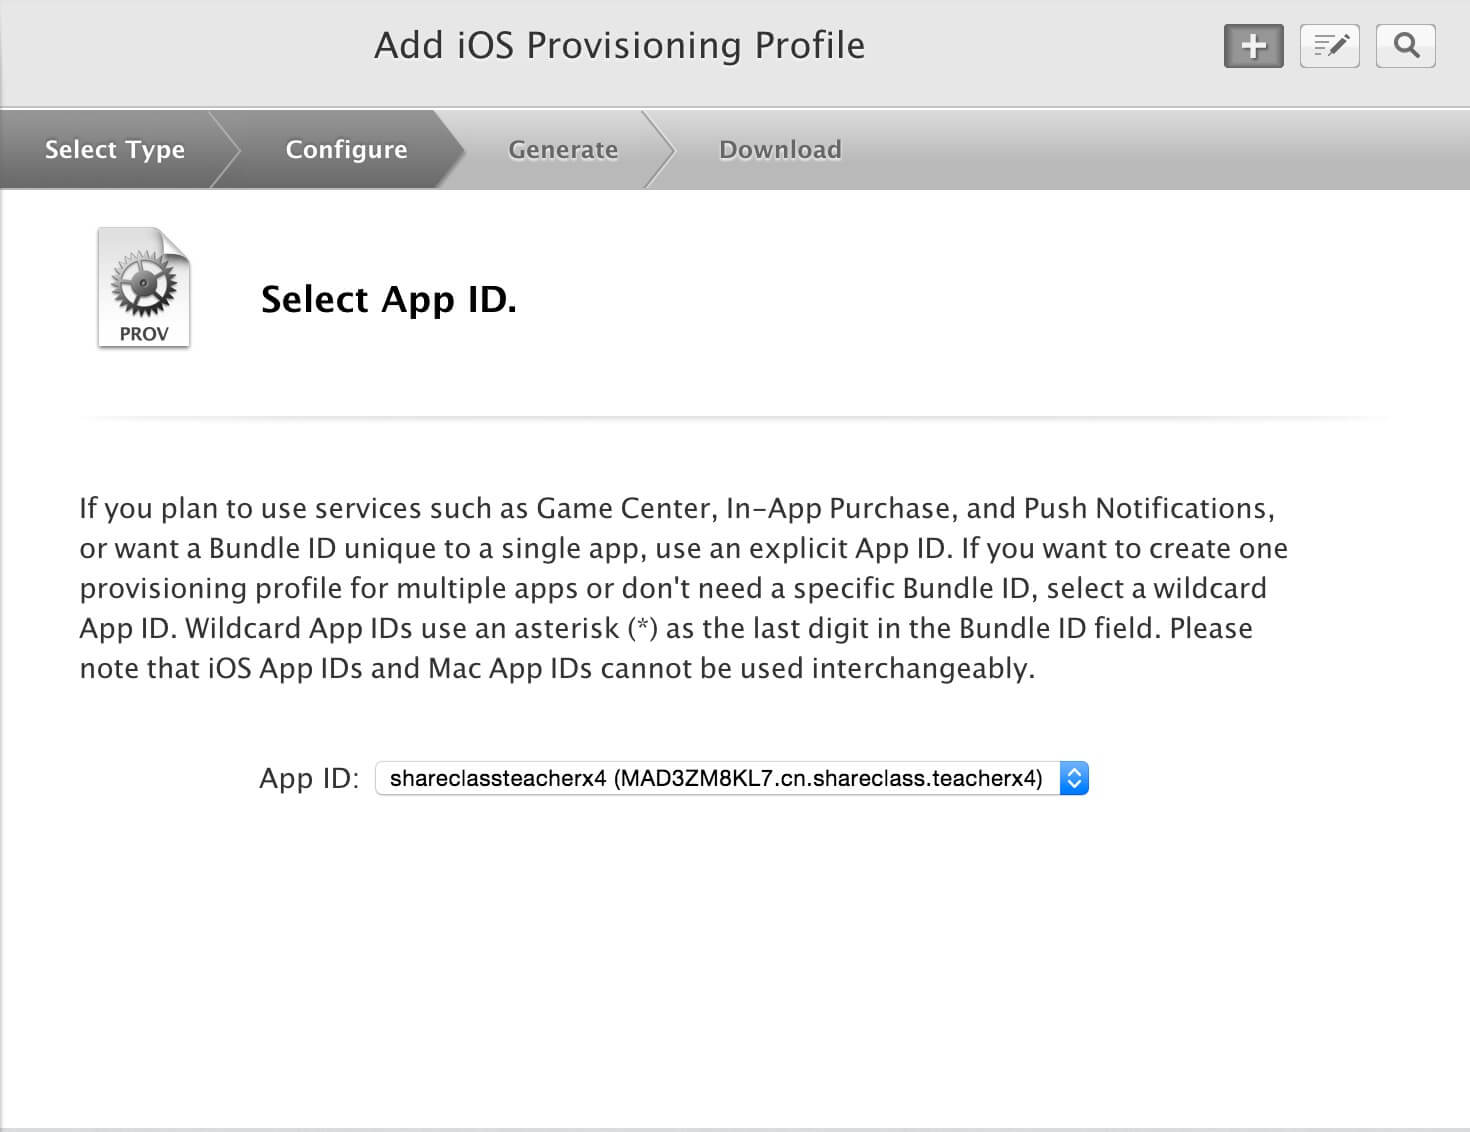 Add iOS Provisioning Profile
Select Type
Configure
Generate
Download
PROV
Select App ID.
If you plan to use services such as Game Center, In-App Purchase, and Push Notifications,
or want a Bundle ID unique to a single app, use an explicit App ID. If you want to create one
provisioning profile for multiple apps or don't need a specific Bundle ID, select a wildcard
App ID. Wildcard App IDs use an asterisk (*) as the last digit in the Bundle ID field. Please
note that iOS App IDs and Mac App IDs cannot be used interchangeably.
App ID: shareclassteacherx4 (MAD3ZM8KL7.cn.shareclass.teacherx4)